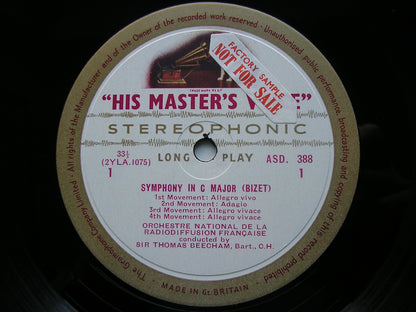 FACTORY SAMPLE
NOT FOR SALE
"HIS MASTER'S V E"
STEREOPHONIC
33⅓
(2YLA.1075)
1
LONG PLAY
ASD. 388
1
SYMPHONY IN C MAJOR (BIZET)
1st Movement: Allegro vivo
2nd Movement: Adagio
3rd Movement: Allegro vivace
4th Movement: Allegro vivace
ORCHESTRE NATIONAL DE LA
RADIODIFFUSION FRANÇAISE
conducted by
SIR THOMAS BEECHAM, Bart., C.H.
The Gramophone Company Limited · All rights of the Manufacturer and of the Owner of the recorded work reserved · Unauthorised public performance, broadcasting and copying of this record prohibited.
MADE IN Gt BRITAIN